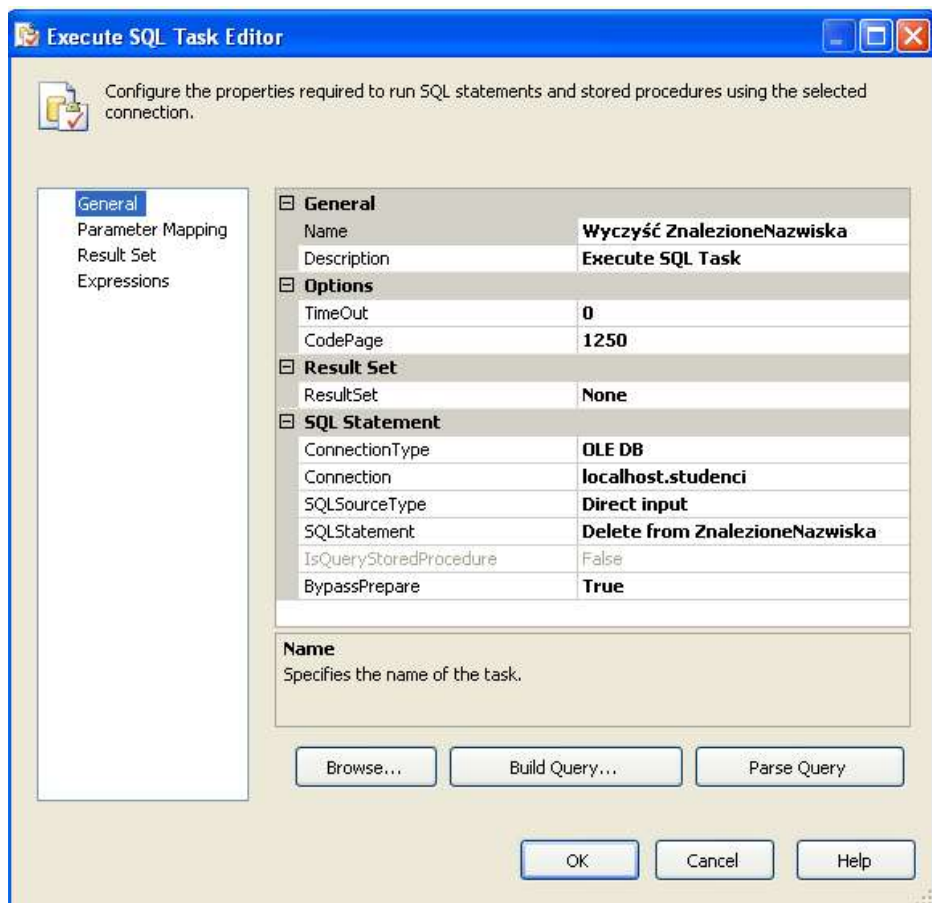 Execute SQL Task Editor
Configure the properties required to run SQL statements and stored procedures using the selected
connection.
General
Parameter Mapping
Result Set
Expressions
General
Name Wyczyść ZnalezioneNazwiska
Description Execute SQL Task
Options
TimeOut 0
CodePage 1250
Result Set
ResultSet None
SQL Statement
ConnectionType OLE DB
Connection localhost.studenci
SQLSourceType Direct input
SQLStatement Delete from ZnalezioneNazwiska
IsQueryStoredProcedure False
BypassPrepare True
Name
Specifies the name of the task.
Browse... Build Query... Parse Query
OK Cancel Help